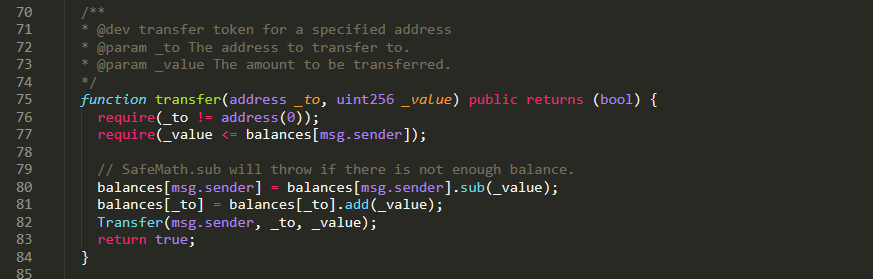 70 /**
71 * @dev transfer token for a specified address
72 * @param _to The address to transfer to.
73 * @param _value The amount to be transferred.
74 */
75 function transfer(address _to, uint256 _value) public returns (bool) {
76 require(_to != address(0));
77 require(_value <= balances[msg.sender]);
78
79 // SafeMath.sub will throw if there is not enough balance.
80 balances[msg.sender] = balances[msg.sender].sub(_value);
81 balances[_to] = balances[_to].add(_value);
82 Transfer(msg.sender, _to, _value);
83 return true;
84 }
85